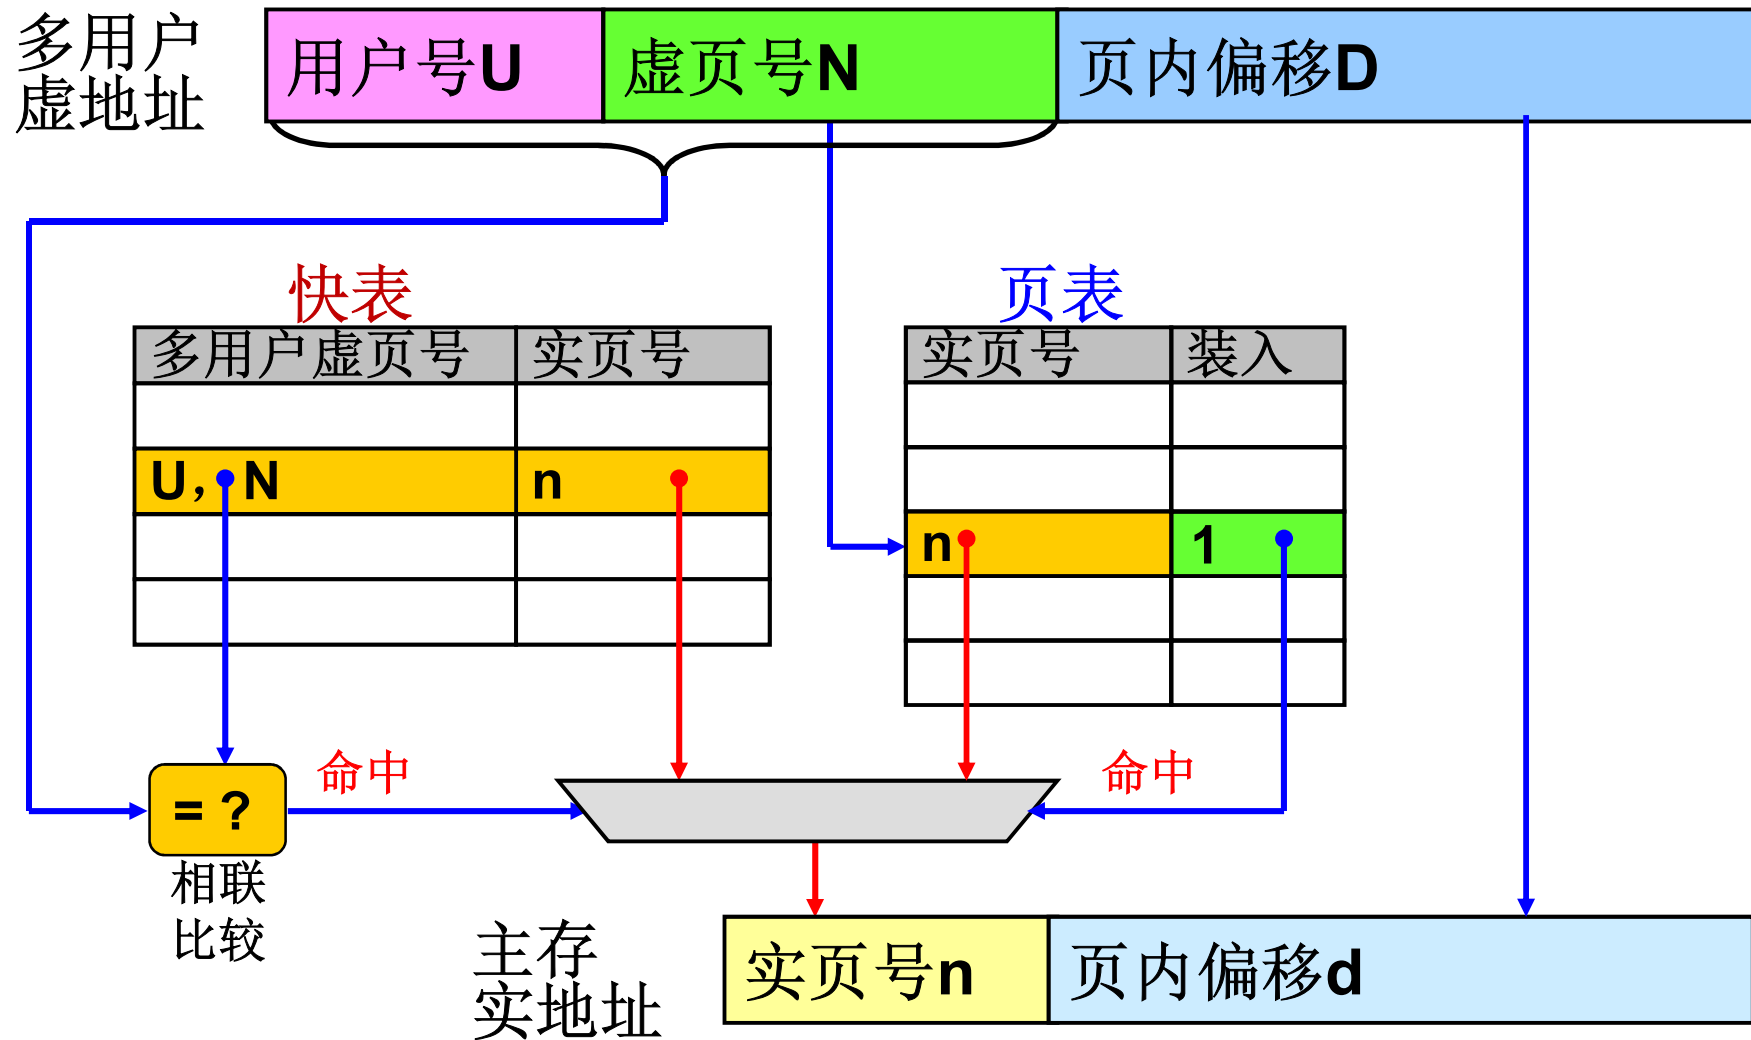 多用户
虚地址
用户号U
虚页号N
页内偏移D
快表
页表
多用户虚页号
实页号
U，N
n
实页号
装入
n
1
命中
命中
= ?
相联
比较
主存
实地址
实页号n
页内偏移d